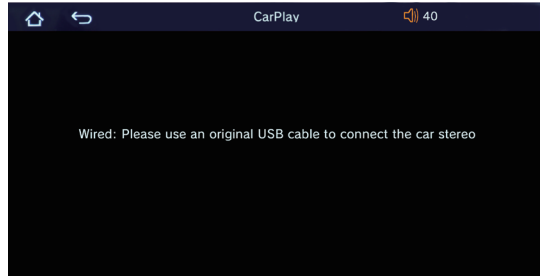 CarPlay 40
Wired: Please use an original USB cable to connect the car stereo